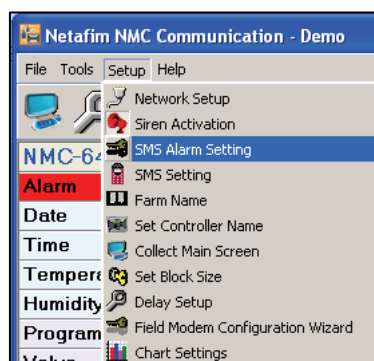 Netafim NMC Communication - Demo
File Tools Setup Help
Network Setup
Siren Activation
SMS Alarm Setting
SMS Setting
Farm Name
Set Controller Name
Collect Main Screen
Set Block Size
Delay Setup
Field Modem Configuration Wizard
Chart Settings
NMC-64
Alarm
Date
Time
Tempera
Humidity
Program